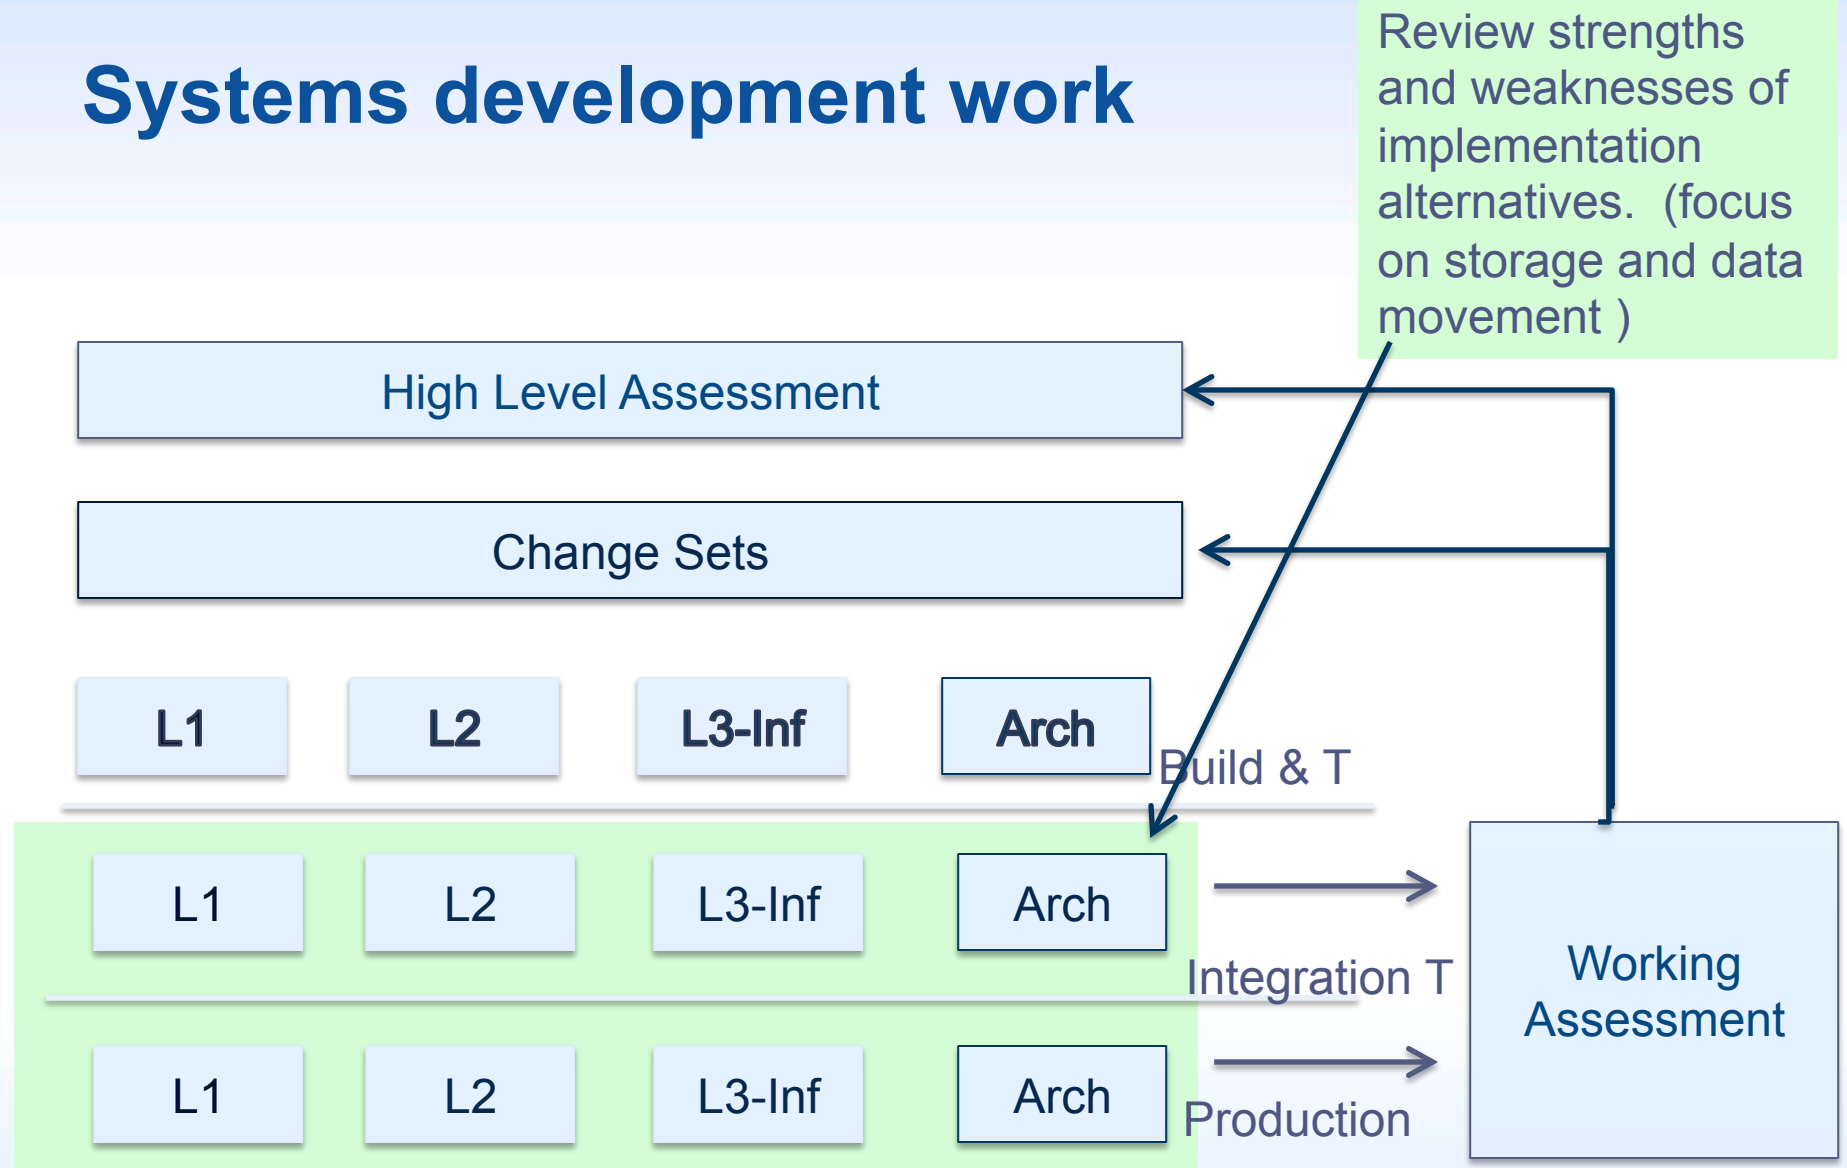 Systems development work
Review strengths
and weaknesses of
implementation
alternatives.  (focus
on storage and data
movement )
High Level Assessment
Change Sets
L1 L2 L3-Inf Arch
Build & T
L1 L2 L3-Inf Arch
Integration T
Working
Assessment
L1 L2 L3-Inf Arch
Production